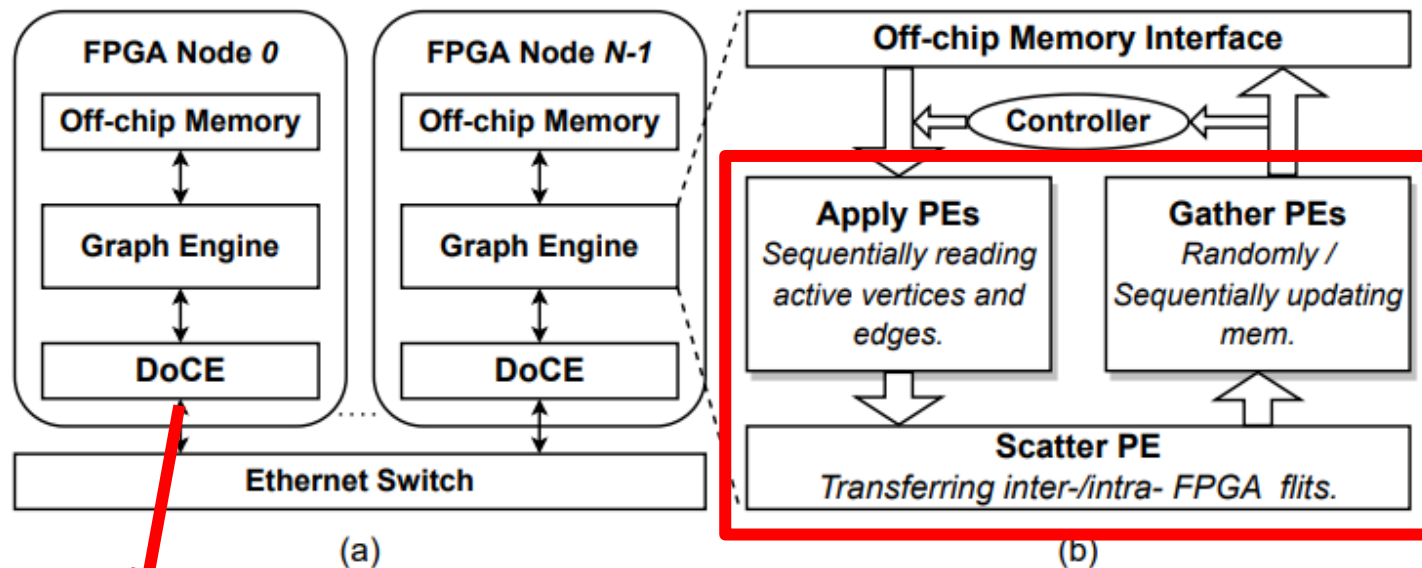 FPGA Node 0
Off-chip Memory
Graph Engine
DoCE
FPGA Node N-1
Off-chip Memory
Graph Engine
DoCE
....
Ethernet Switch
(a)
Off-chip Memory Interface
Controller
Apply PEs
Sequentially reading
active vertices and
edges.
Gather PEs
Randomly /
Sequentially updating
mem.
Scatter PE
Transferring inter-/intra- FPGA flits.
(b)